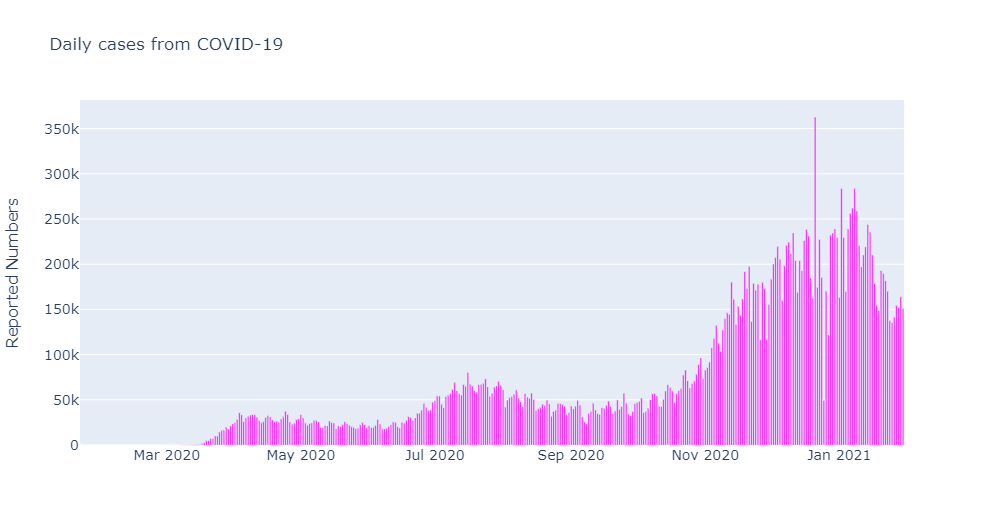 Daily cases from COVID-19
Reported Numbers
350k
300k
250k
200k
150k
100k
50k
0
Mar 2020
May 2020
Jul 2020
Sep 2020
Nov 2020
Jan 2021